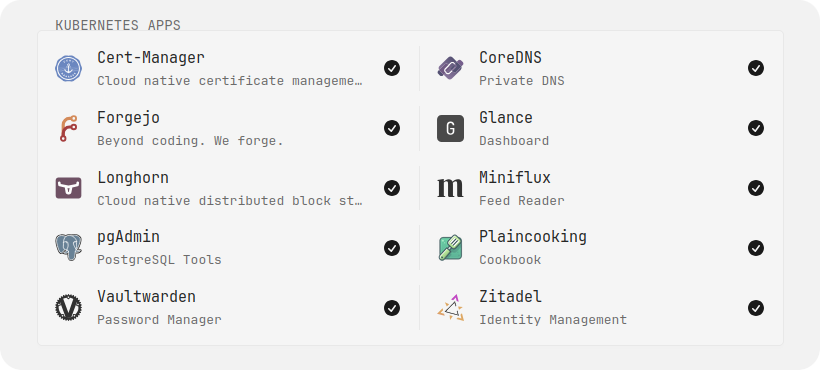 KUBERNETES APPS
Cert-Manager
Cloud native certificate manageme…
CoreDNS
Private DNS
Forgejo
Beyond coding. We forge.
G
Glance
Dashboard
Longhorn
Cloud native distributed block st…
m
Miniflux
Feed Reader
pgAdmin
PostgreSQL Tools
Plaincooking
Cookbook
Vaultwarden
Password Manager
Zitadel
Identity Management